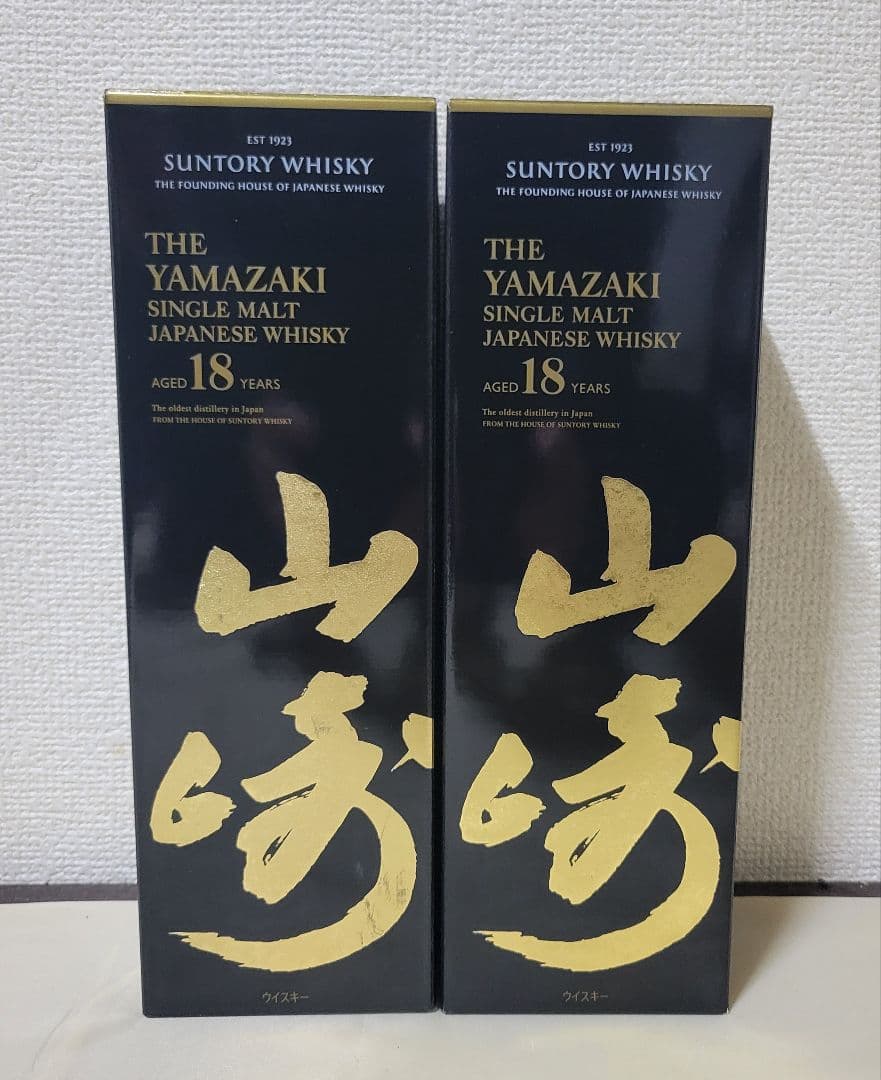 EST 1923
SUNTORY WHISKY
THE FOUNDING HOUSE OF JAPANESE WHISKY
THE
YAMAZAKI
SINGLE MALT
JAPANESE WHISKY
AGED 18 YEARS
The oldest distillery in Japan
FROM THE HOUSE OF SUNTORY WHISKY
山
崎
ウイスキー
EST 1923
SUNTORY WHISKY
THE FOUNDING HOUSE OF JAPANESE WHISKY
THE
YAMAZAKI
SINGLE MALT
JAPANESE WHISKY
AGED 18 YEARS
The oldest distillery in Japan
FROM THE HOUSE OF SUNTORY WHISKY
山
崎
ウイスキー